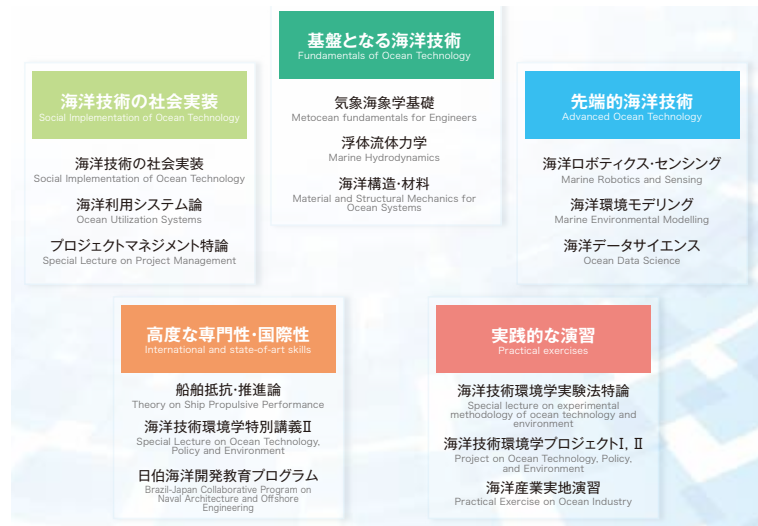 基盤となる海洋技術
Fundamentals of Ocean Technology
気象海象学基礎
Metocean fundamentals for Engineers
浮体流体力学
Marine Hydrodynamics
海洋構造・材料
Material and Structural Mechanics for
Ocean Systems
海洋技術の社会実装
Social Implementation of Ocean Technology
海洋技術の社会実装
Social Implementation of Ocean Technology
海洋利用システム論
Ocean Utilization Systems
プロジェクトマネジメント特論
Special Lecture on Project Management
先端的海洋技術
Advanced Ocean Technology
海洋ロボティクス・センシング
Marine Robotics and Sensing
海洋環境モデリング
Marine Environmental Modelling
海洋データサイエンス
Ocean Data Science
高度な専門性・国際性
International and state-of-art skills
船舶抵抗・推進論
Theory on Ship Propulsive Performance
海洋技術環境学特別講義Ⅱ
Special Lecture on Ocean Technology,
Policy and Environment
日伯海洋開発教育プログラム
Brazil-Japan Collaborative Program on
Naval Architecture and Offshore
Engineering
実践的な演習
Practical exercises
海洋技術環境学実験法特論
Special lecture on experimental
methodology of ocean technology and
environment
海洋技術環境学プロジェクトⅠ, Ⅱ
Project on Ocean Technology, Policy,
and Environment
海洋産業実地演習
Practical Exercise on Ocean Industry